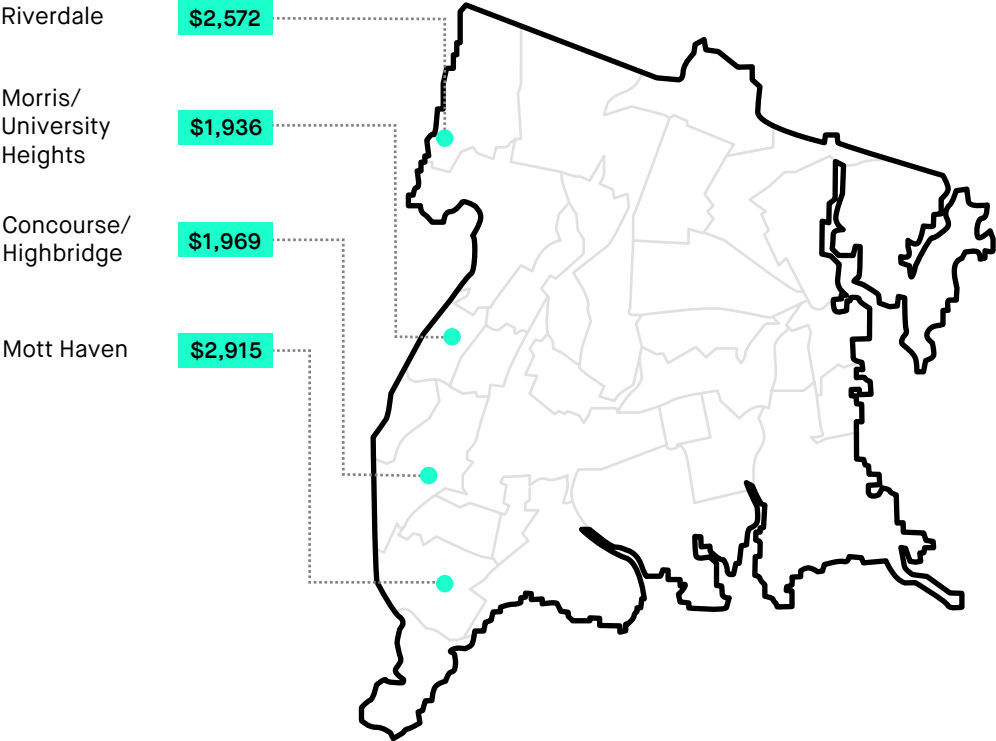 Riverdale
$2,572
Morris/
University
Heights
$1,936
Concourse/
Highbridge
$1,969
Mott Haven
$2,915